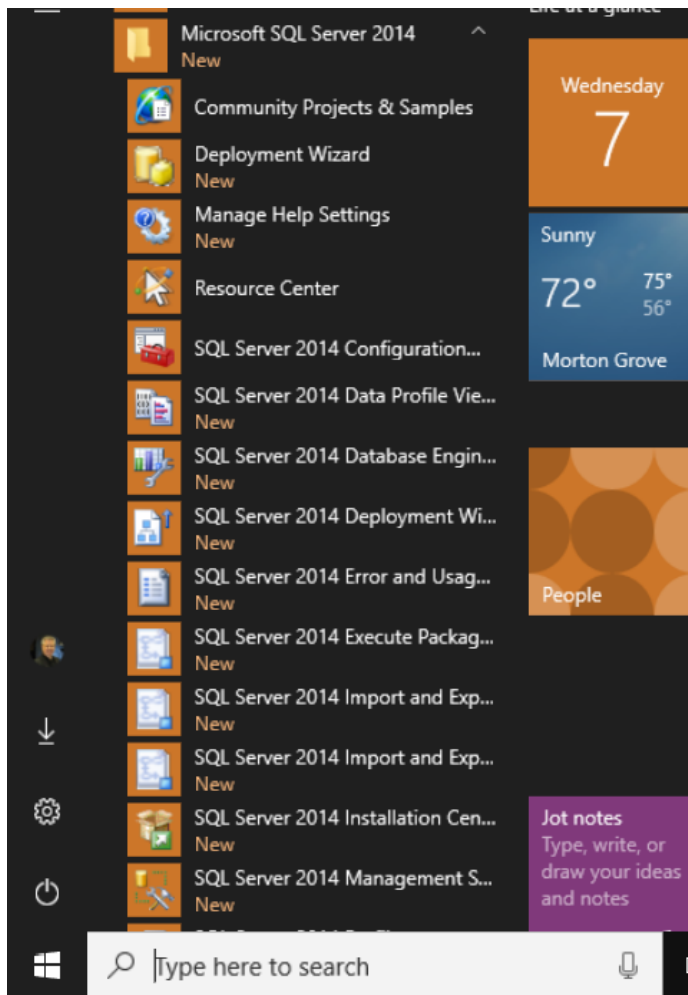 Life at a glance
Microsoft SQL Server 2014
New
Community Projects & Samples
Deployment Wizard
New
Manage Help Settings
New
Resource Center
SQL Server 2014 Configuration...
SQL Server 2014 Data Profile Vie...
New
SQL Server 2014 Database Engin...
New
SQL Server 2014 Deployment Wi...
New
SQL Server 2014 Error and Usag...
New
SQL Server 2014 Execute Packag...
New
SQL Server 2014 Import and Exp...
New
SQL Server 2014 Import and Exp...
New
SQL Server 2014 Installation Cen...
New
SQL Server 2014 Management S...
New
Wednesday
7
Sunny
72°
75°
56°
Morton Grove
People
Jot notes
Type, write, or
draw your ideas
and notes
Type here to search